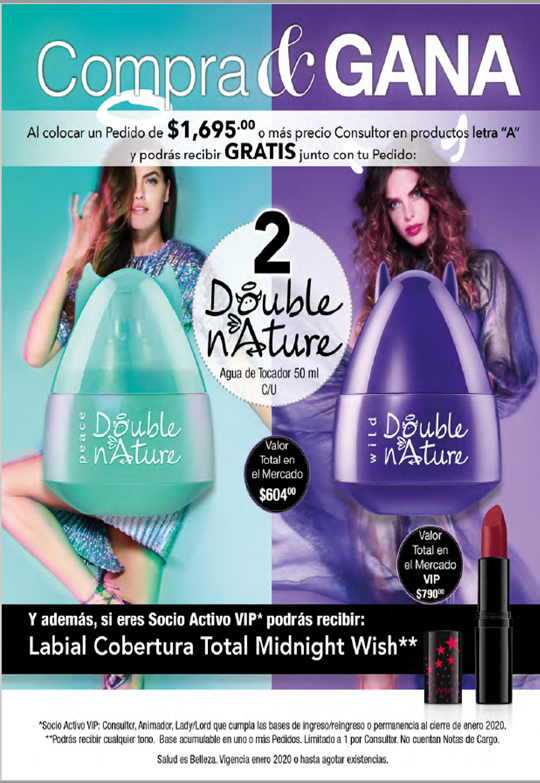 Compra & GANA
Al colocar un Pedido de $1,695.00 o más precio Consultor en productos letra "A"
y podrás recibir GRATIS junto con tu Pedido:
2
Double
nAture
Agua de Tocador 50 ml
C/U
peace
Double
nAture
wild
Double
nAture
Valor
Total en
el Mercado
$60400
Valor
Total en
el Mercado
VIP
$79000
Y además, si eres Socio Activo VIP* podrás recibir:
Labial Cobertura Total Midnight Wish**
*Socio Activo VIP: Consultor, Animador, Lady/Lord que cumpla las bases de ingreso/reingreso o permanencia al cierre de enero 2020.
**Podrás recibir cualquier tono. Base acumulable en uno o más Pedidos. Limitado a 1 por Consultor. No cuentan Notas de Cargo.
Salud es Belleza. Vigencia enero 2020 o hasta agotar existencias.